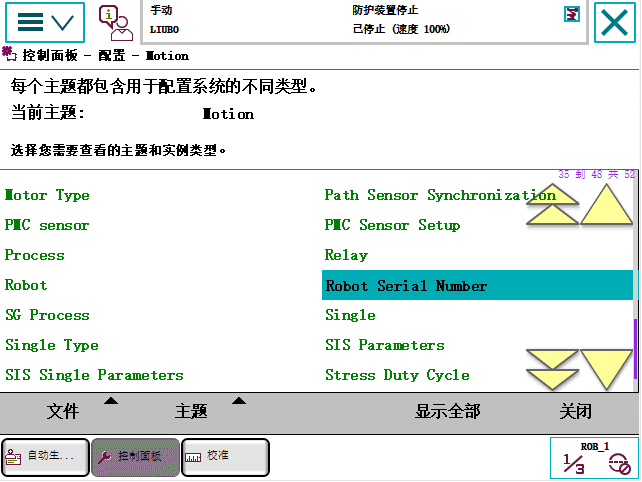 手动 防护装置停止
LIUBO 已停止 (速度 100%)
控制面板 - 配置 - Motion
每个主题都包含用于配置系统的不同类型。
当前主题: Motion
选择您需要查看的主题和实例类型。
35 到 48 共 52
Motor Type Path Sensor Synchronization
PMC sensor PMC Sensor Setup
Process Relay
Robot Robot Serial Number
SG Process Single
Single Type SIS Parameters
SIS Single Parameters Stress Duty Cycle
文件 主题 显示全部 关闭
自动生... 控制面板 校准 ROB_1
1/3